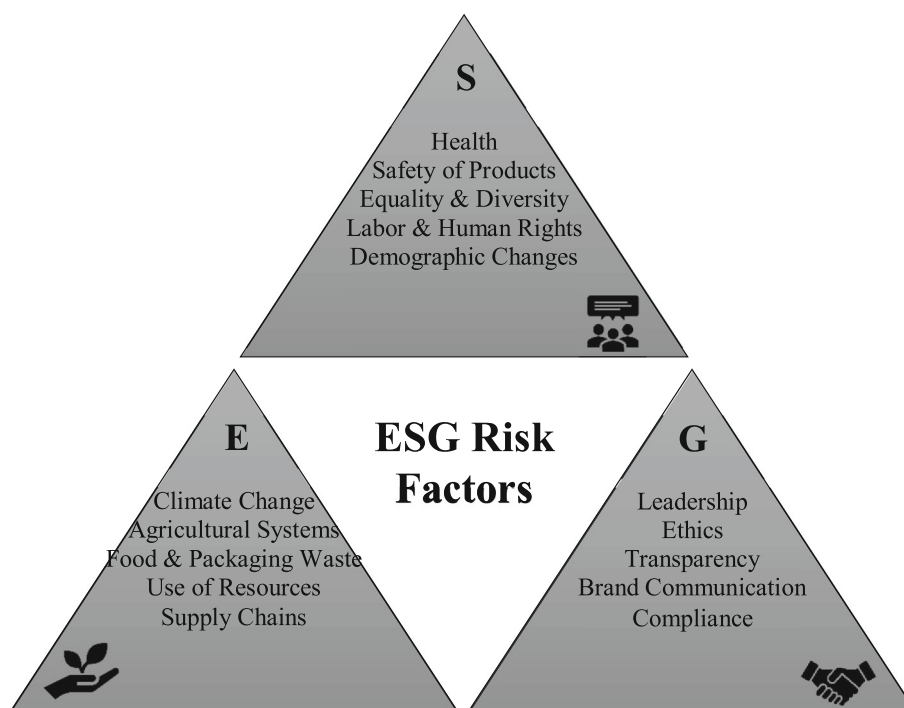 S
Health
Safety of Products
Equality & Diversity
Labor & Human Rights
Demographic Changes
ESG Risk
Factors
E
Climate Change
Agricultural Systems
Food & Packaging Waste
Use of Resources
Supply Chains
G
Leadership
Ethics
Transparency
Brand Communication
Compliance